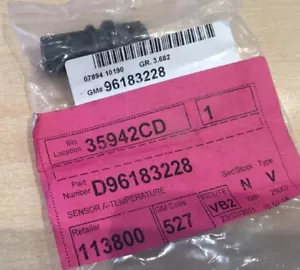 07894 10190 GR. 3.682
GM# 96183228
Bin
Location 35942CD 1
Part
Number D96183228
SENSOR A-TEMPERATURE
Sec Stock Type
N V
Retailer GM Code ROUTE
113800 527 VB2